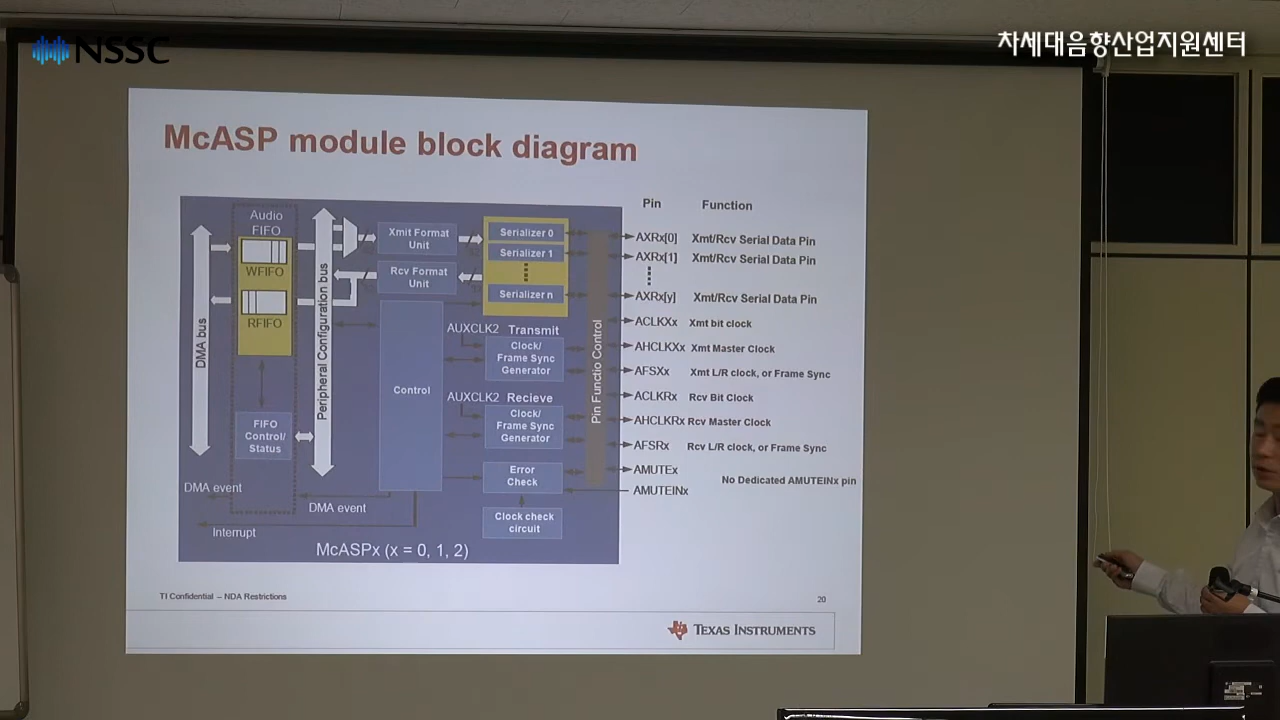 NSSC
차세대음향산업지원센터
McASP module block diagram
Pin Function
Audio
FIFO
WFIFO
RFIFO
FIFO
Control/
Status
DMA bus
Peripheral Configuration bus
Xmit Format
Unit
Rcv Format
Unit
Control
Serializer 0
Serializer 1
Serializer n
AUXCLK2 Transmit
Clock/
Frame Sync
Generator
AUXCLK2 Recieve
Clock/
Frame Sync
Generator
Error
Check
Clock check
circuit
Pin Functio Control
DMA event
DMA event
Interrupt
McASPx (x = 0, 1, 2)
AXRx[0] Xmt/Rcv Serial Data Pin
AXRx[1] Xmt/Rcv Serial Data Pin
AXRx[y] Xmt/Rcv Serial Data Pin
ACLKXx Xmt bit clock
AHCLKXx Xmt Master Clock
AFSXx Xmt L/R clock, or Frame Sync
ACLKRx Rcv Bit Clock
AHCLKRx Rcv Master Clock
AFSRx Rcv L/R clock, or Frame Sync
AMUTEx
No Dedicated AMUTEINx pin
AMUTEINx
TI Confidential – NDA Restrictions
20
TEXAS INSTRUMENTS